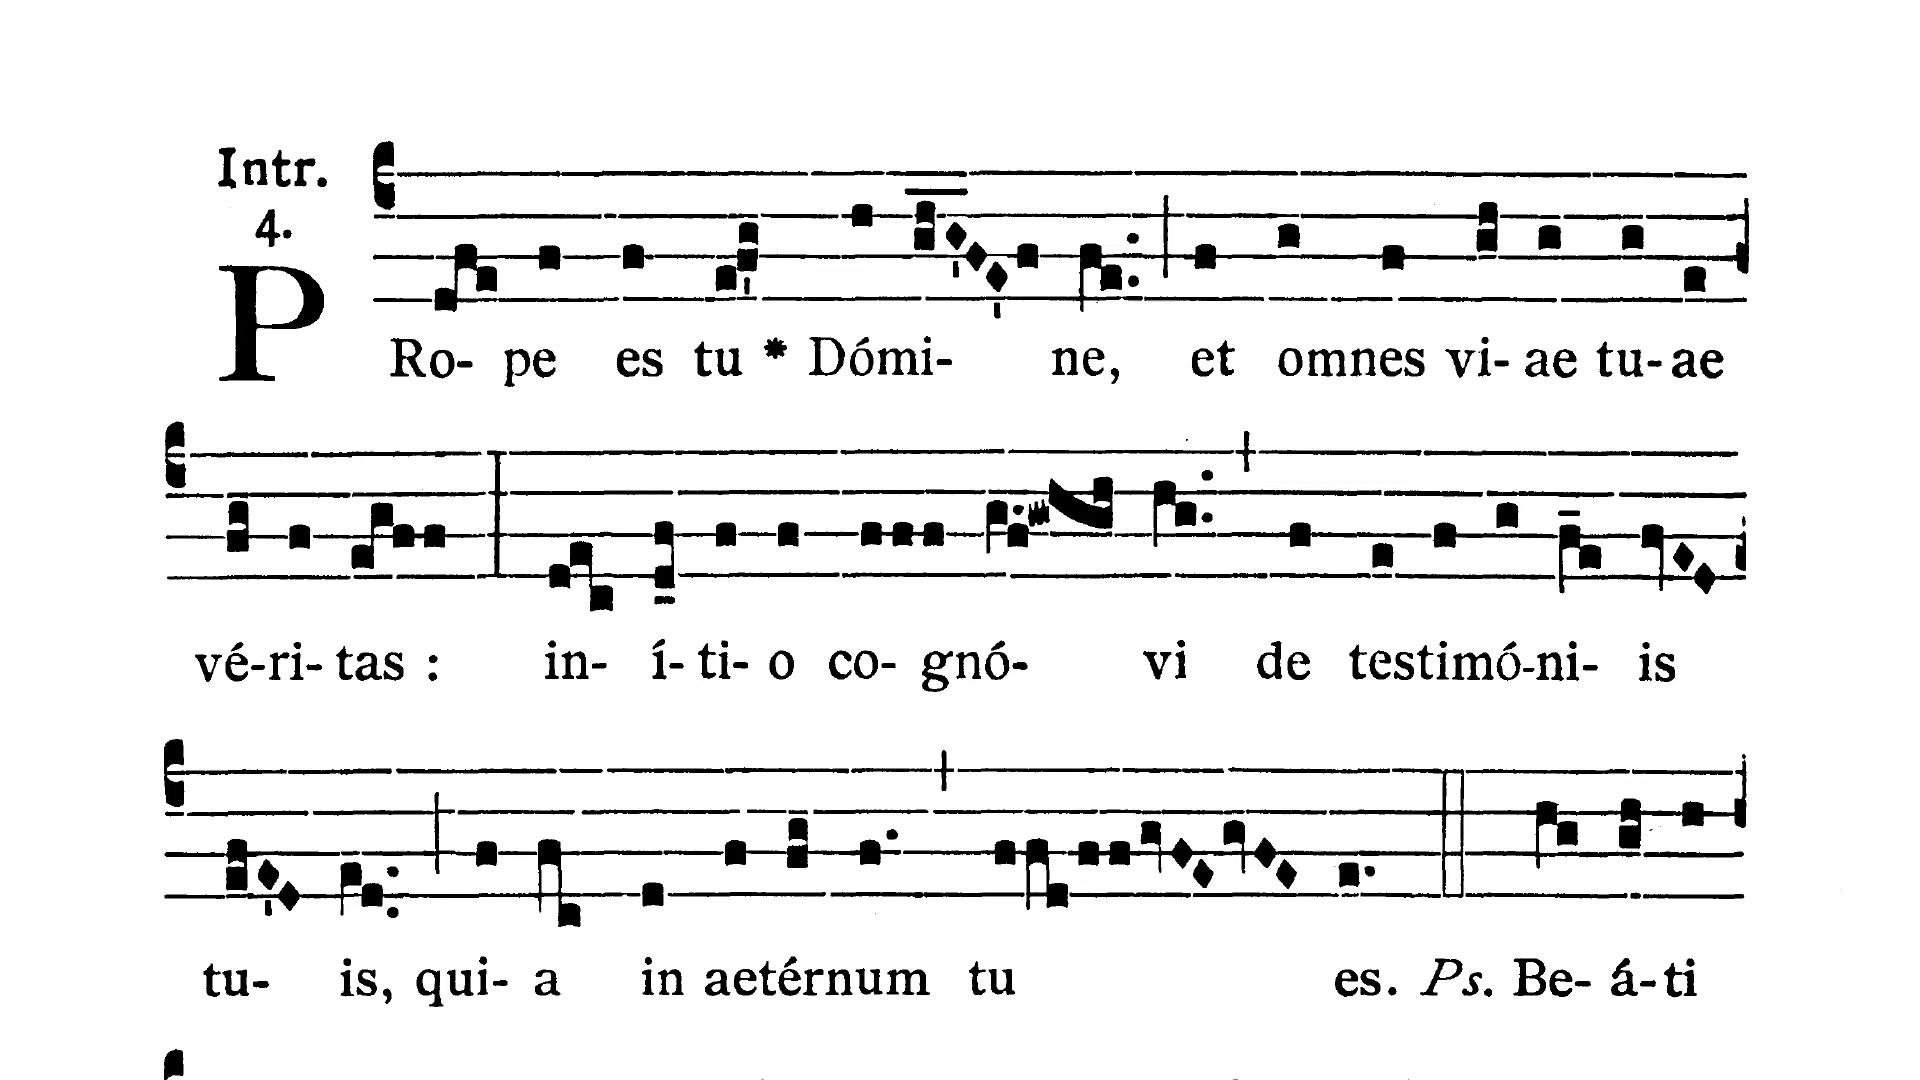 Intr.
4.
PRo- pe es tu * Dómi- ne, et omnes vi- ae tu- ae
vé-ri- tas : in- í- ti- o co- gnó- vi de testimó-ni- is
tu- is, qui- a in aetérnum tu es. Ps. Be- á-ti